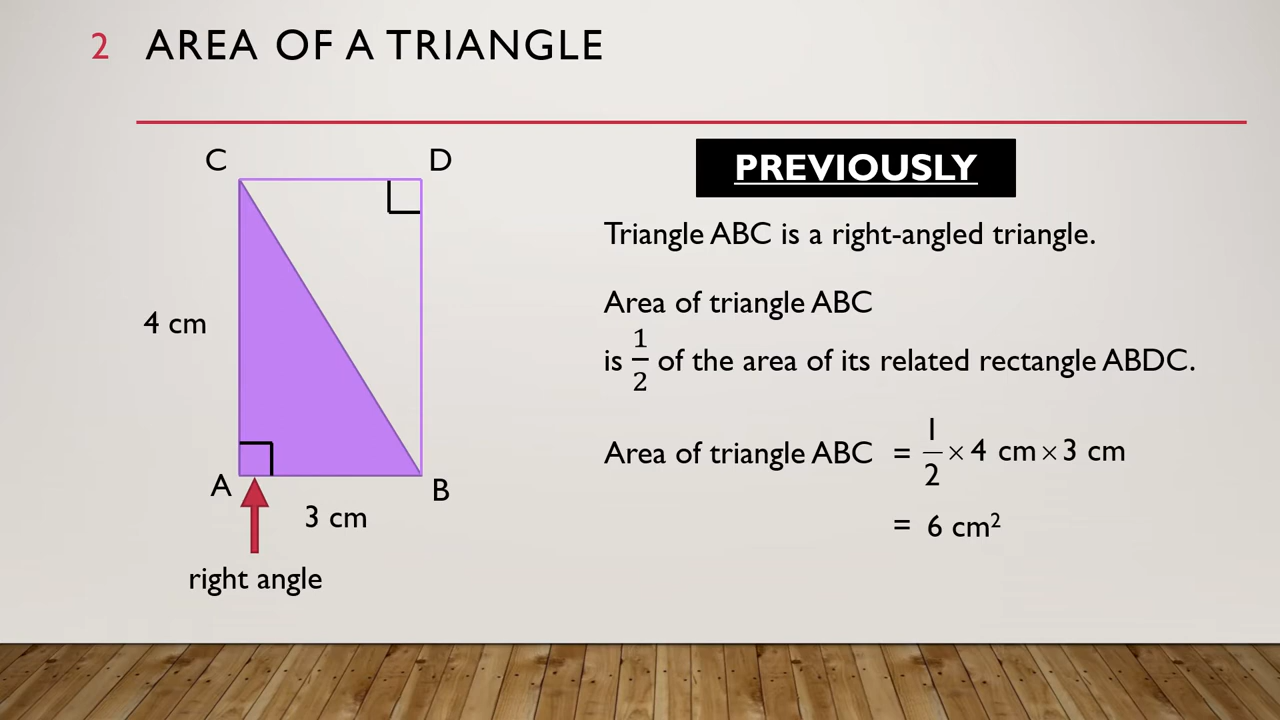 2 AREA OF A TRIANGLE
C
D
4 cm
A
B
3 cm
right angle
PREVIOUSLY
Triangle ABC is a right-angled triangle.
Area of triangle ABC
is 1/2 of the area of its related rectangle ABDC.
Area of triangle ABC = 1/2 × 4 cm × 3 cm
= 6 cm²